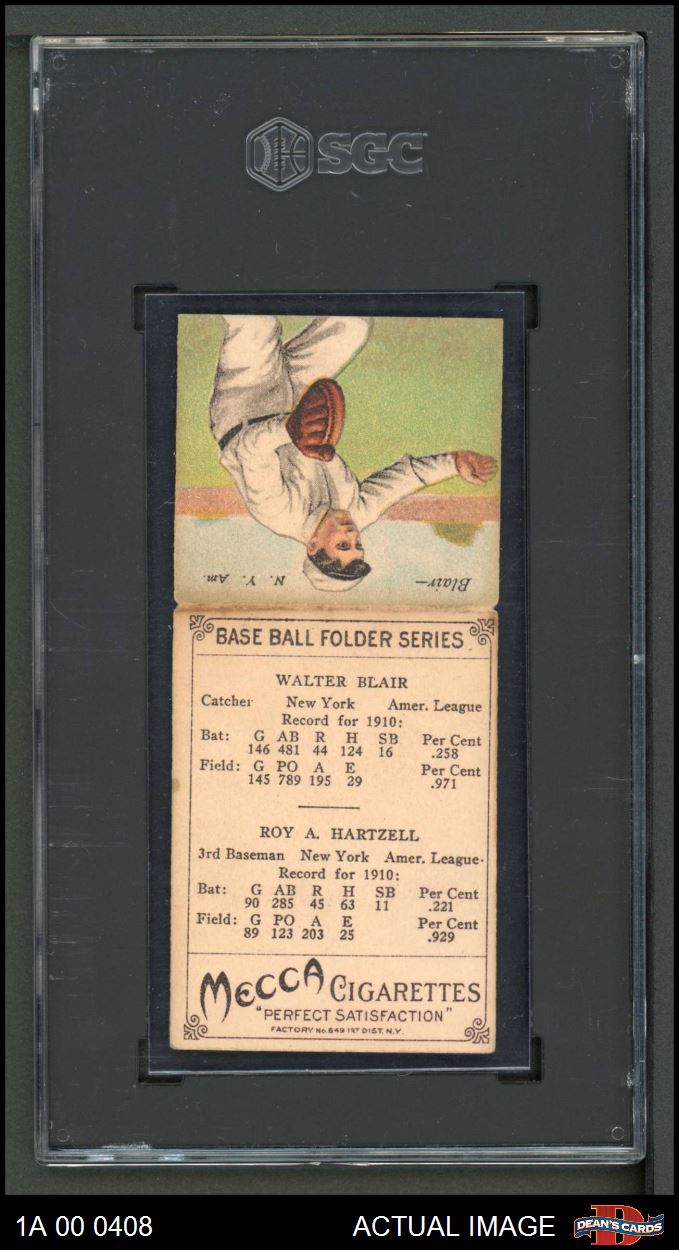 SGC
Blair— N. Y. Am.
BASE BALL FOLDER SERIES
WALTER BLAIR
Catcher New York Amer. League
Record for 1910:
Bat: G AB R H SB Per Cent
146 481 44 124 16 .258
Field: G PO A E Per Cent
145 789 195 29 .971
ROY A. HARTZELL
3rd Baseman New York Amer. League.
Record for 1910:
Bat: G AB R H SB Per Cent
90 285 45 63 11 .221
Field: G PO A E Per Cent
89 123 203 25 .929
MECCA CIGARETTES
"PERFECT SATISFACTION"
FACTORY No. 649 1ST DIST. N.Y.
1A 00 0408 ACTUAL IMAGE DEAN'S CARDS